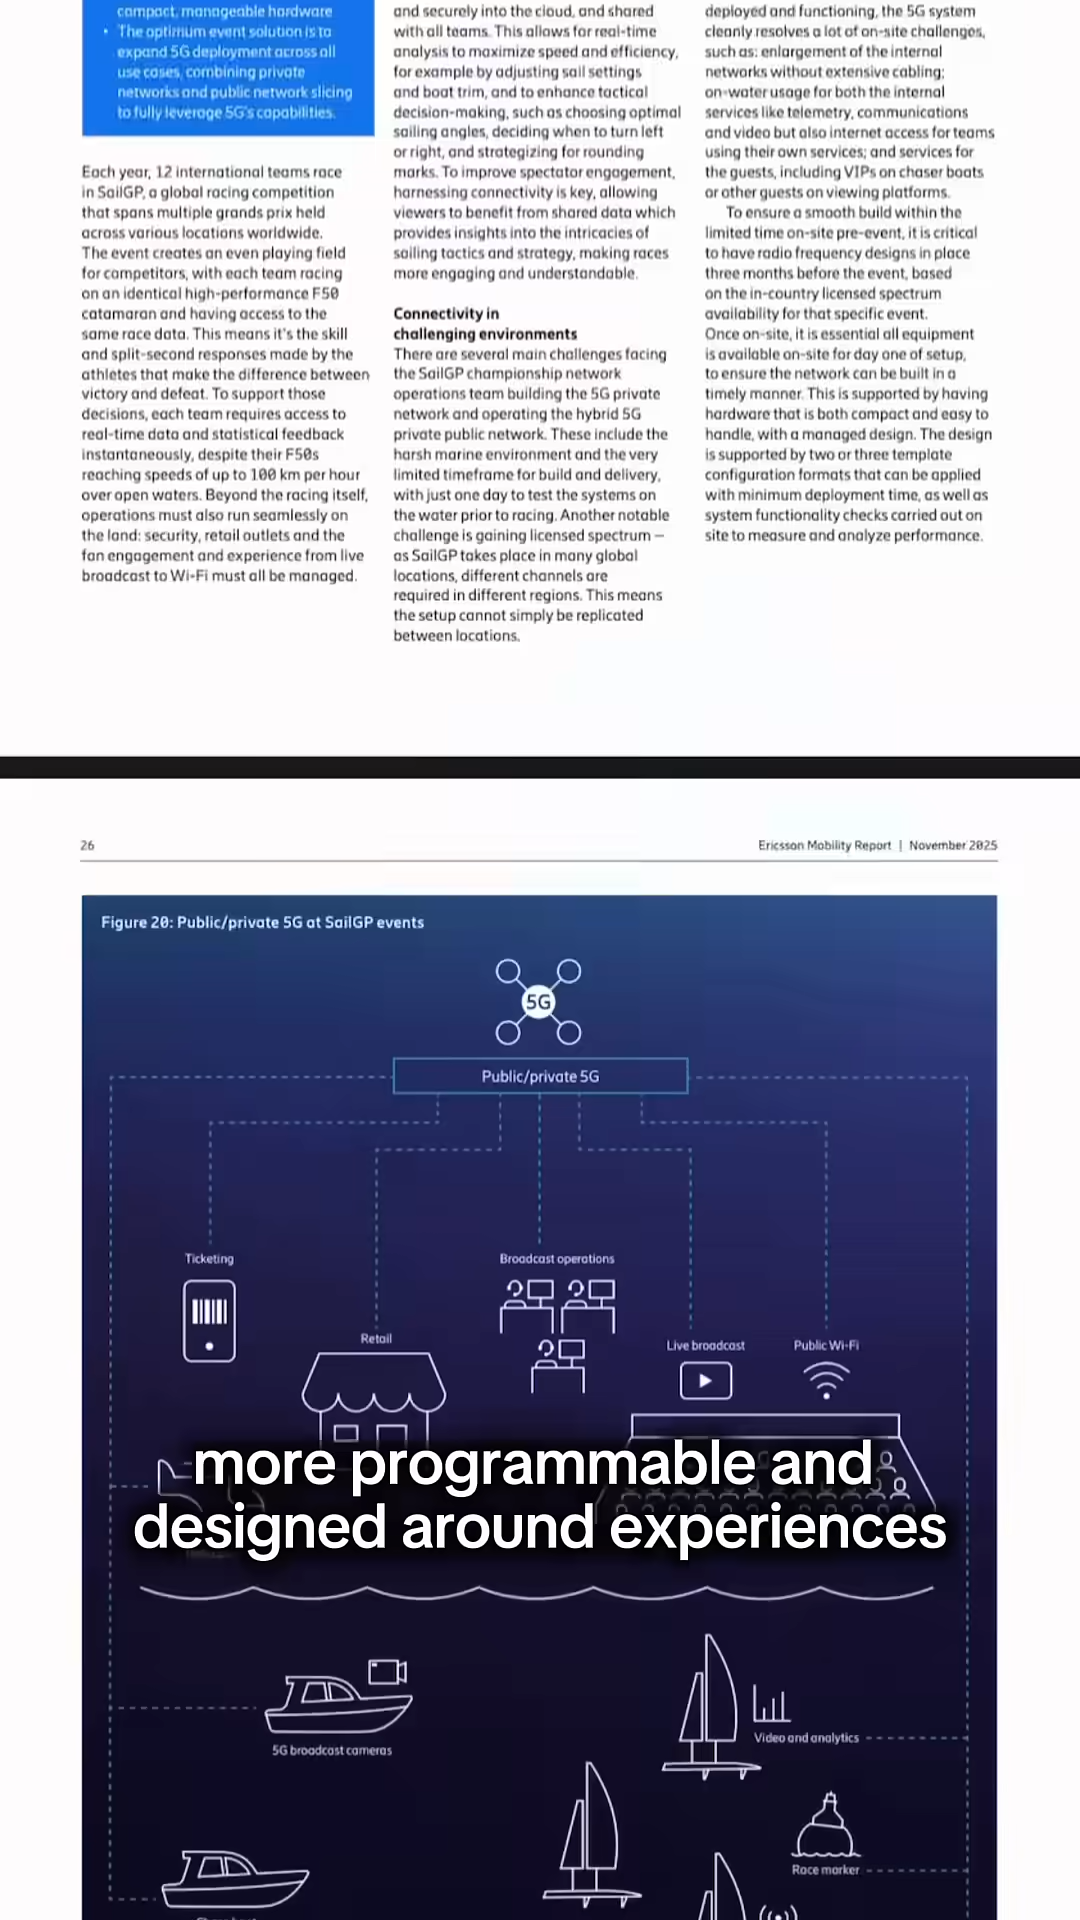 compact, manageable hardware
• The optimum event solution is to
expand 5G deployment across all
use cases, combining private
networks and public network slicing
to fully leverage 5G's capabilities.
Each year, 12 international teams race
in SailGP, a global racing competition
that spans multiple grands prix held
across various locations worldwide.
The event creates an even playing field
for competitors, with each team racing
on an identical high-performance F50
catamaran and having access to the
same race data. This means it's the skill
and split-second responses made by the
athletes that make the difference between
victory and defeat. To support those
decisions, each team requires access to
real-time data and statistical feedback
instantaneously, despite their F50s
reaching speeds of up to 100 km per hour
over open waters. Beyond the racing itself,
operations must also run seamlessly on
the land: security, retail outlets and the
fan engagement and experience from live
broadcast to Wi-Fi must all be managed.
and securely into the cloud, and shared
with all teams. This allows for real-time
analysis to maximize speed and efficiency,
for example by adjusting sail settings
and boat trim, and to enhance tactical
decision-making, such as choosing optimal
sailing angles, deciding when to turn left
or right, and strategizing for rounding
marks. To improve spectator engagement,
harnessing connectivity is key, allowing
viewers to benefit from shared data which
provides insights into the intricacies of
sailing tactics and strategy, making races
more engaging and understandable.
Connectivity in
challenging environments
There are several main challenges facing
the SailGP championship network
operations team building the 5G private
network and operating the hybrid 5G
private public network. These include the
harsh marine environment and the very
limited timeframe for build and delivery,
with just one day to test the systems on
the water prior to racing. Another notable
challenge is gaining licensed spectrum –
as SailGP takes place in many global
locations, different channels are
required in different regions. This means
the setup cannot simply be replicated
between locations.
deployed and functioning, the 5G system
cleanly resolves a lot of on-site challenges,
such as: enlargement of the internal
networks without extensive cabling;
on-water usage for both the internal
services like telemetry, communications
and video but also internet access for teams
using their own services; and services for
the guests, including VIPs on chaser boats
or other guests on viewing platforms.
To ensure a smooth build within the
limited time on-site pre-event, it is critical
to have radio frequency designs in place
three months before the event, based
on the in-country licensed spectrum
availability for that specific event.
Once on-site, it is essential all equipment
is available on-site for day one of setup,
to ensure the network can be built in a
timely manner. This is supported by having
hardware that is both compact and easy to
handle, with a managed design. The design
is supported by two or three template
configuration formats that can be applied
with minimum deployment time, as well as
system functionality checks carried out on
site to measure and analyze performance.
26
Ericsson Mobility Report | November 2025
Figure 20: Public/private 5G at SailGP events
5G
Public/private 5G
Ticketing
Broadcast operations
Retail
Live broadcast
Public Wi-Fi
more programmable and
designed around experiences
5G broadcast cameras
Video and analytics
Race marker